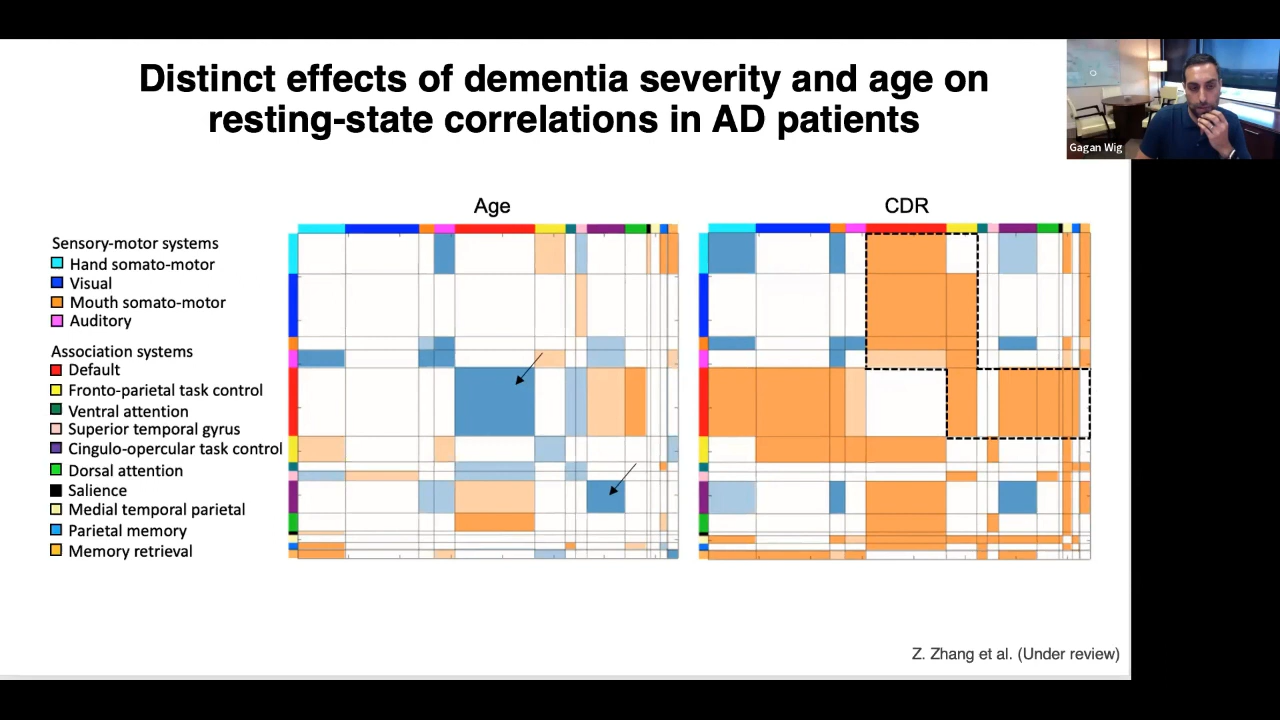 Distinct effects of dementia severity and age on
resting-state correlations in AD patients
Gagan Wig
Age
CDR
Sensory-motor systems
Hand somato-motor
Visual
Mouth somato-motor
Auditory
Association systems
Default
Fronto-parietal task control
Ventral attention
Superior temporal gyrus
Cingulo-opercular task control
Dorsal attention
Salience
Medial temporal parietal
Parietal memory
Memory retrieval
Z. Zhang et al. (Under review)